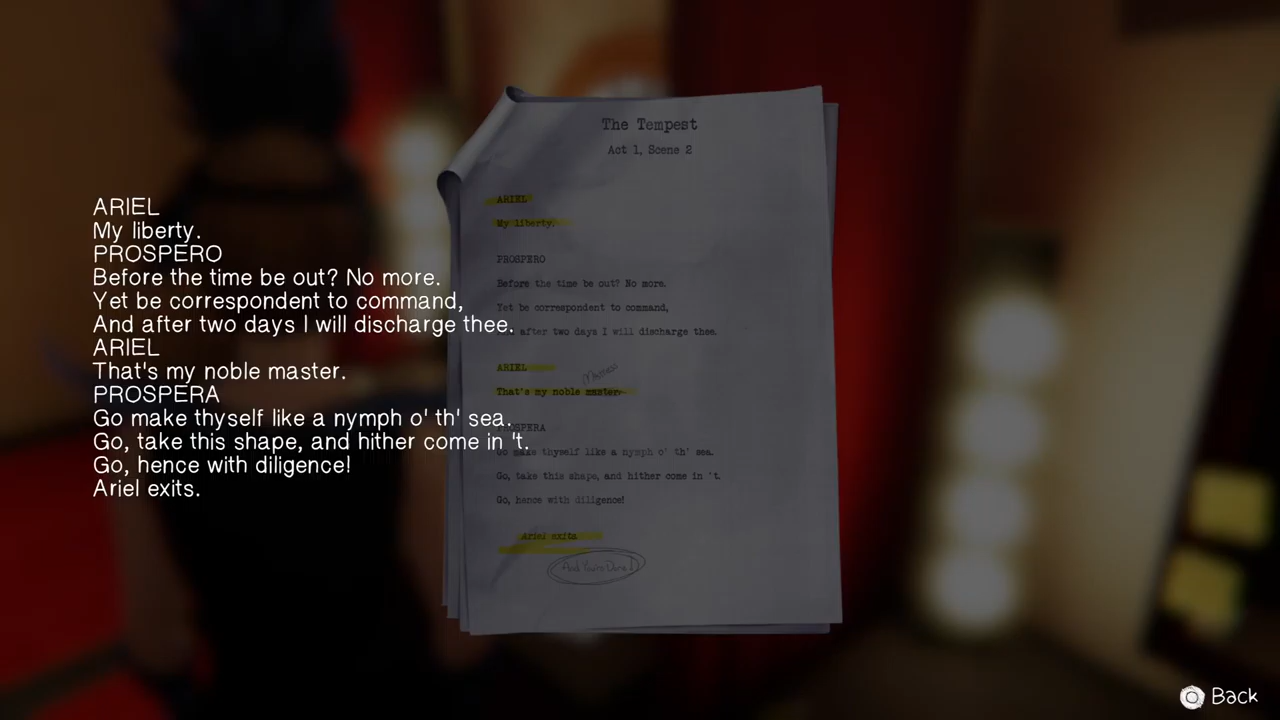 ARIEL
My liberty.
PROSPERO
Before the time be out? No more.
Yet be correspondent to command,
And after two days I will discharge thee.
ARIEL
That's my noble master.
PROSPERA
Go make thyself like a nymph o' th' sea.
Go, take this shape, and hither come in 't.
Go, hence with diligence!
Ariel exits.
The Tempest
Act 1, Scene 2
ARIEL
My liberty.
PROSPERO
Before the time be out? No more.
Yet be correspondent to command,
after two days I will discharge thee.
ARIEL
That's my noble master
PROSPERA
Go make thyself like a nymph o' th' sea.
Go, take this shape, and hither come in 't.
Go, hence with diligence!
Ariel exits
And You're Done!
Back